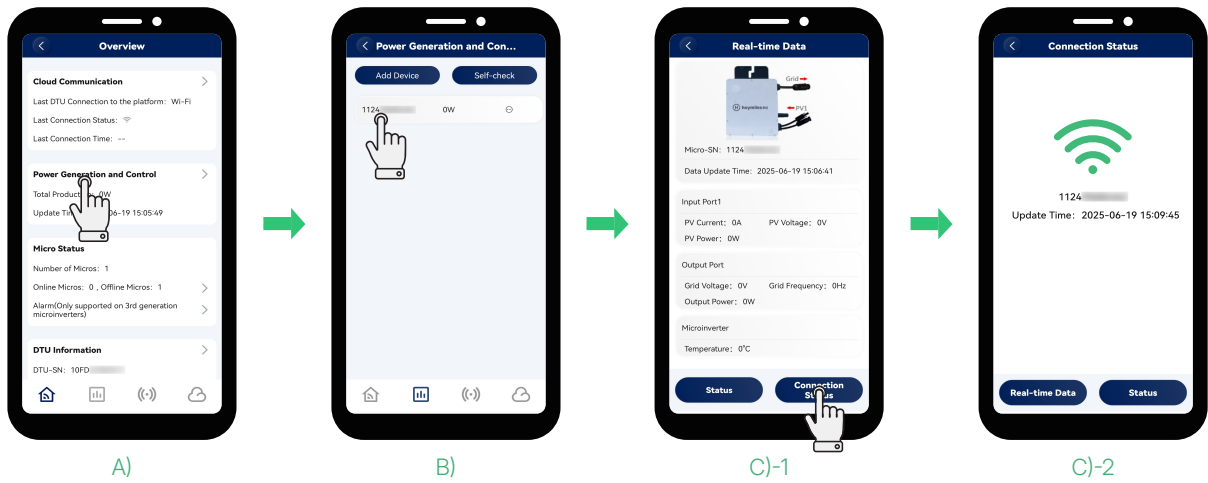 Overview
Cloud Communication
Last DTU Connection to the platform: Wi-Fi
Last Connection Status:
Last Connection Time: --
Power Generation and Control
Total Product 0W
Update Tim 06-19 15:05:49
Micro Status
Number of Micros: 1
Online Micros: 0 , Offline Micros: 1
Alarm(Only supported on 3rd generation
microinverters)
DTU Information
DTU-SN: 10FD
A)
Power Generation and Con...
Add Device
Self-check
1124 0W
B)
Real-time Data
Grid
hoymiles
PV1
Micro-SN: 1124
Data Update Time: 2025-06-19 15:06:41
Input Port1
PV Current: 0A PV Voltage: 0V
PV Power: 0W
Output Port
Grid Voltage: 0V Grid Frequency: 0Hz
Output Power: 0W
Microinverter
Temperature: 0°C
Status
Connection
Status
C)-1
Connection Status
1124
Update Time: 2025-06-19 15:09:45
Real-time Data
Status
C)-2